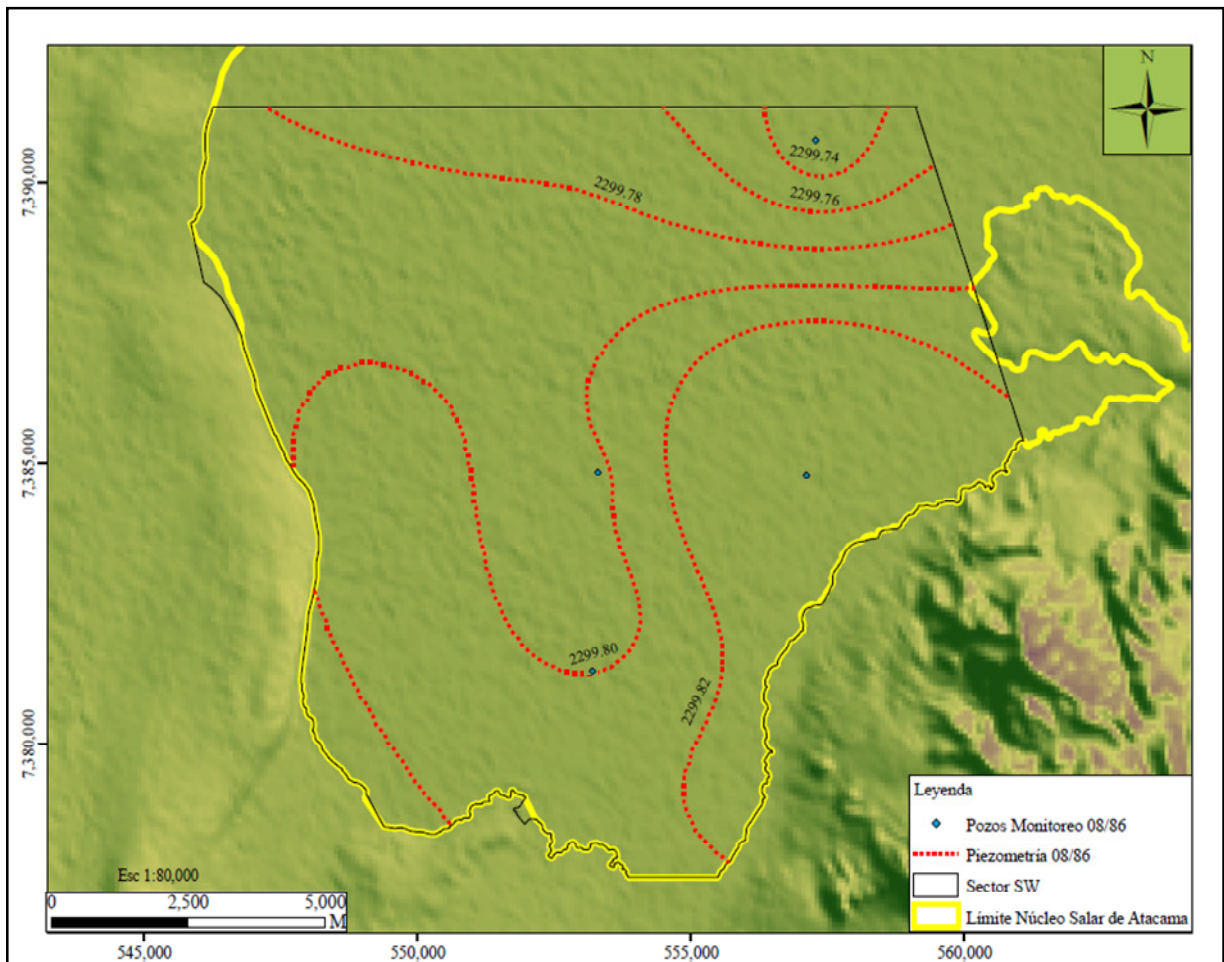 N
2299.74
2299.76
2299.78
2299.80
2299.82
7,390,000
7,385,000
7,380,000
Esc 1:80,000
0 2,500 5,000
M
Leyenda
Pozos Monitoreo 08/86
Piezometría 08/86
Sector SW
Límite Núcleo Salar de Atacama
545,000 550,000 555,000 560,000